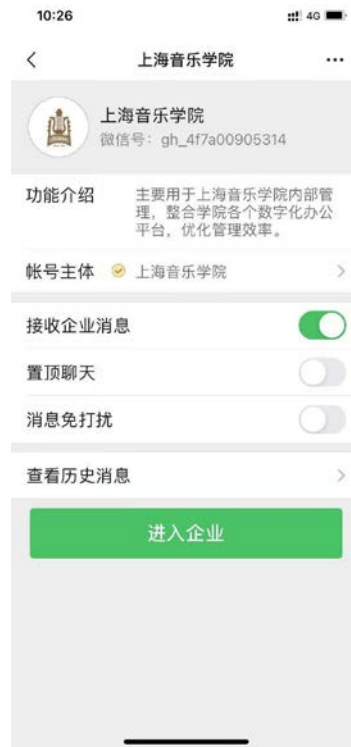 10:26
4G
上海音乐学院
上海音乐学院
微信号：gh_4f7a00905314
功能介绍
主要用于上海音乐学院内部管
理，整合学院各个数字化办公
平台，优化管理效率。
帐号主体
上海音乐学院
接收企业消息
置顶聊天
消息免打扰
查看历史消息
进入企业